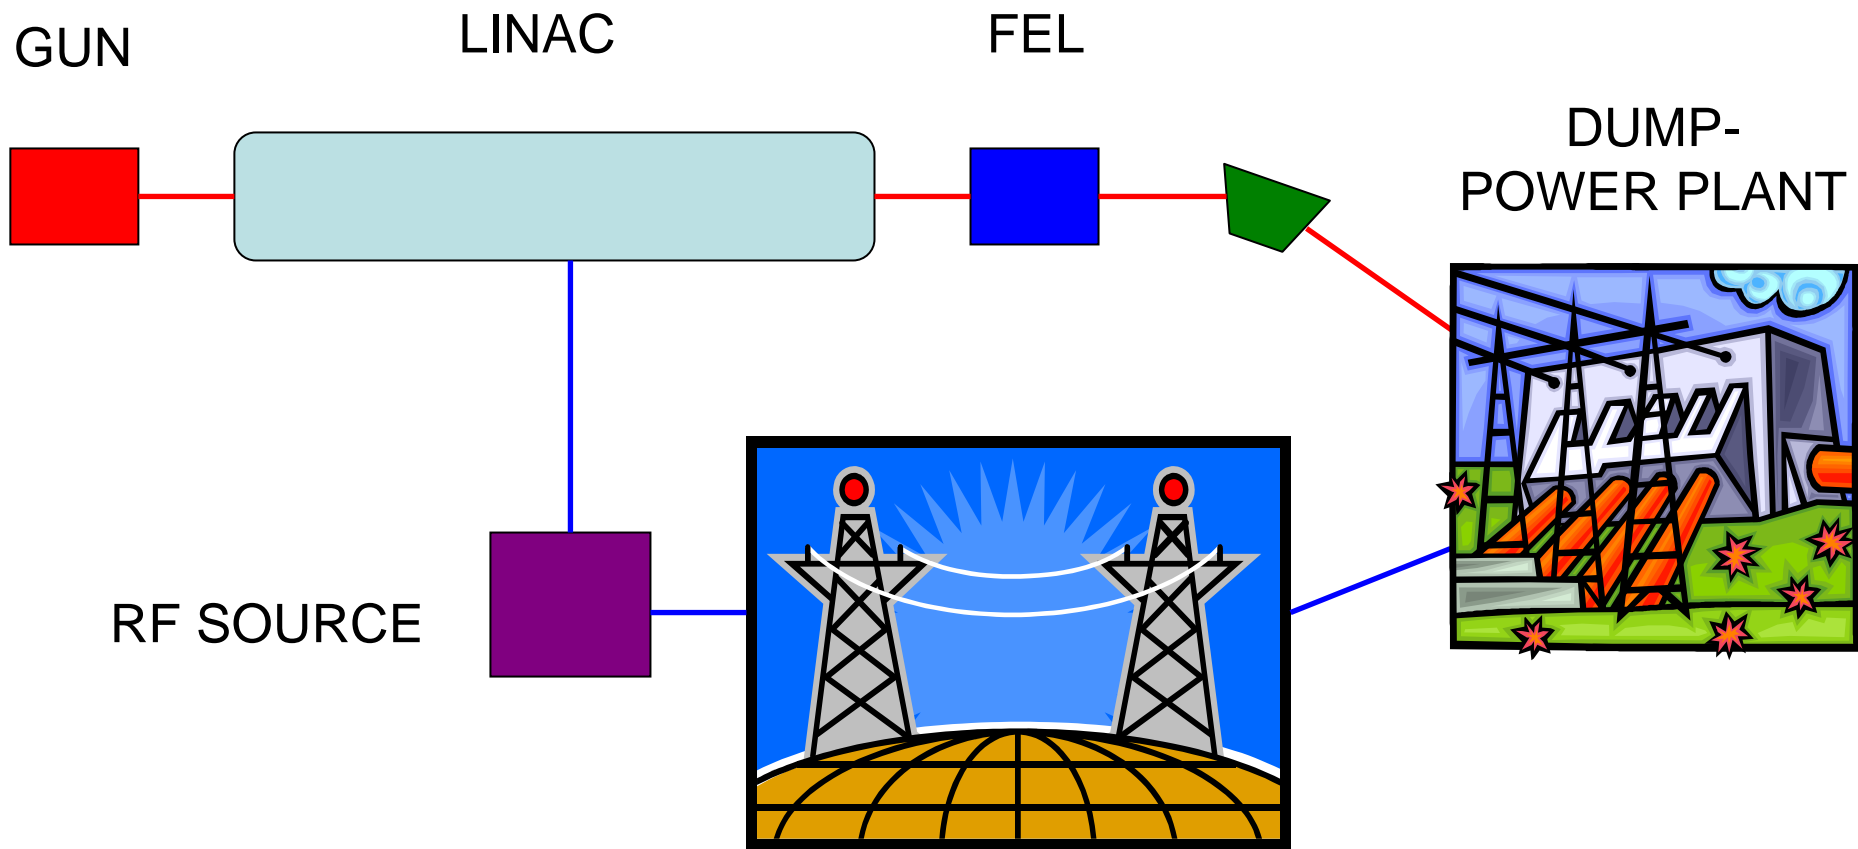 GUN
LINAC
FEL
DUMP-
POWER PLANT
RF SOURCE